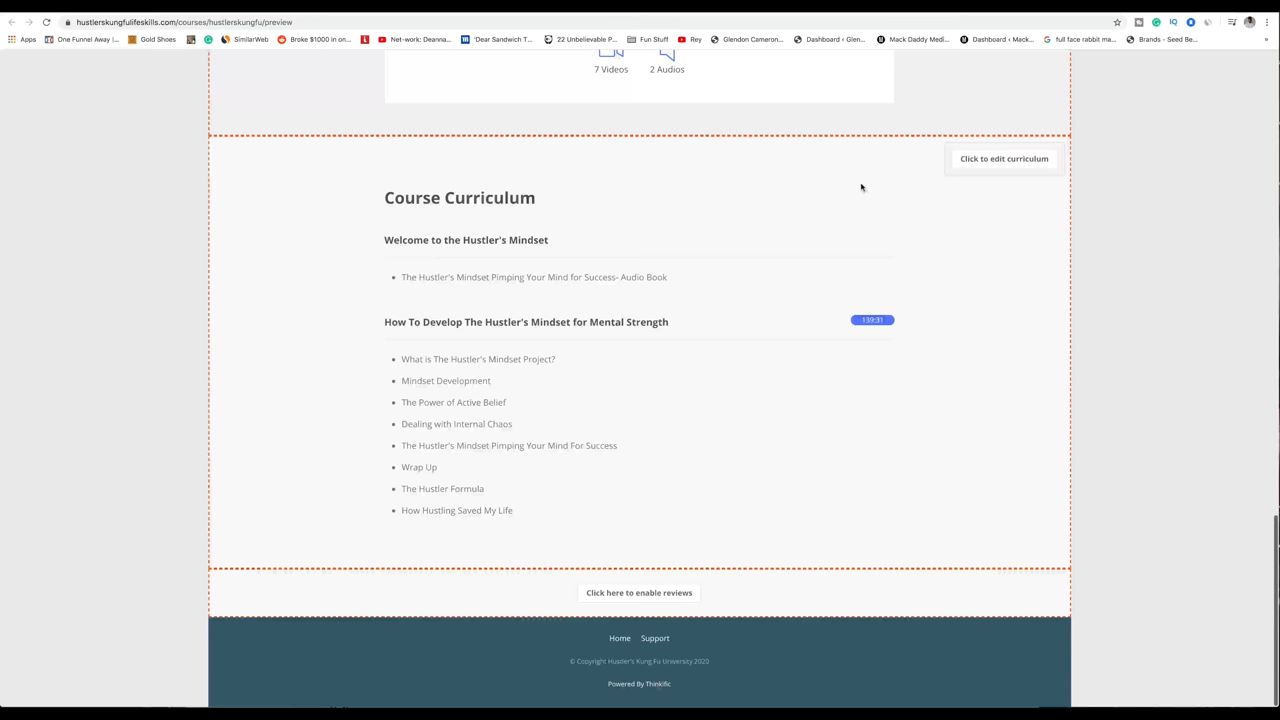 hustlerskungfulifeskills.com/courses/hustlerskungfu/preview
Apps One Funnel Away |... Gold Shoes SimilarWeb Broke $1000 in on... Net-work: Deanna... 'Dear Sandwich T... 22 Unbelievable P... Fun Stuff Rey Glendon Cameron... Dashboard ‹ Glen... Mack Daddy Medi... Dashboard ‹ Mack... full face rabbit ma... Brands - Seed Be... »
7 Videos 2 Audios
Click to edit curriculum
Course Curriculum
Welcome to the Hustler's Mindset
The Hustler's Mindset Pimping Your Mind for Success- Audio Book
How To Develop The Hustler's Mindset for Mental Strength 139:31
What is The Hustler's Mindset Project?
Mindset Development
The Power of Active Belief
Dealing with Internal Chaos
The Hustler's Mindset Pimping Your Mind For Success
Wrap Up
The Hustler Formula
How Hustling Saved My Life
Click here to enable reviews
Home Support
© Copyright Hustler's Kung Fu University 2020
Powered By Thinkific